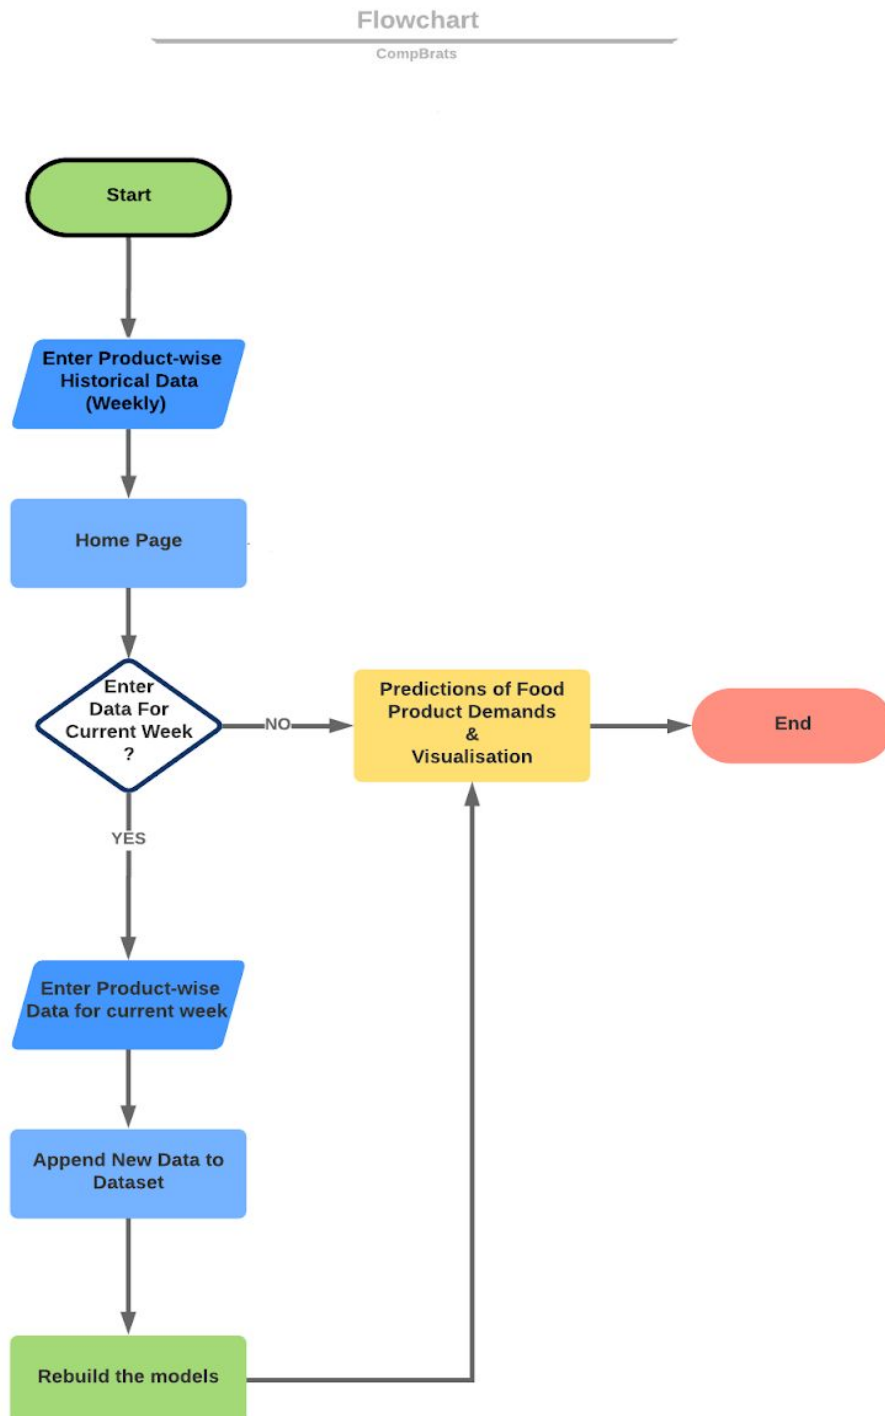 Flowchart
CompBrats
Start
Enter Product-wise
Historical Data
(Weekly)
Home Page
Enter
Data For
Current Week
?
NO
Predictions of Food
Product Demands
&
Visualisation
End
YES
Enter Product-wise
Data for current week
Append New Data to
Dataset
Rebuild the models